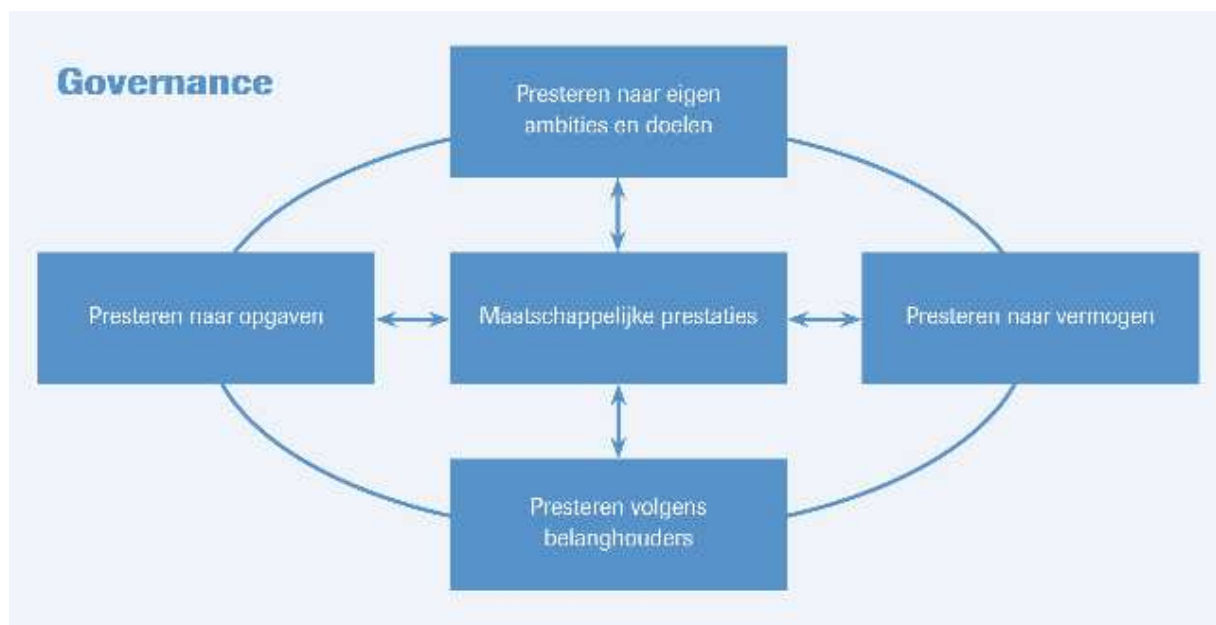 Governance
Presteren naar eigen
ambities en doelen
Presteren naar opgaven
Maatschappelijke prestaties
Presteren naar vermogen
Presteren volgens
belanghouders